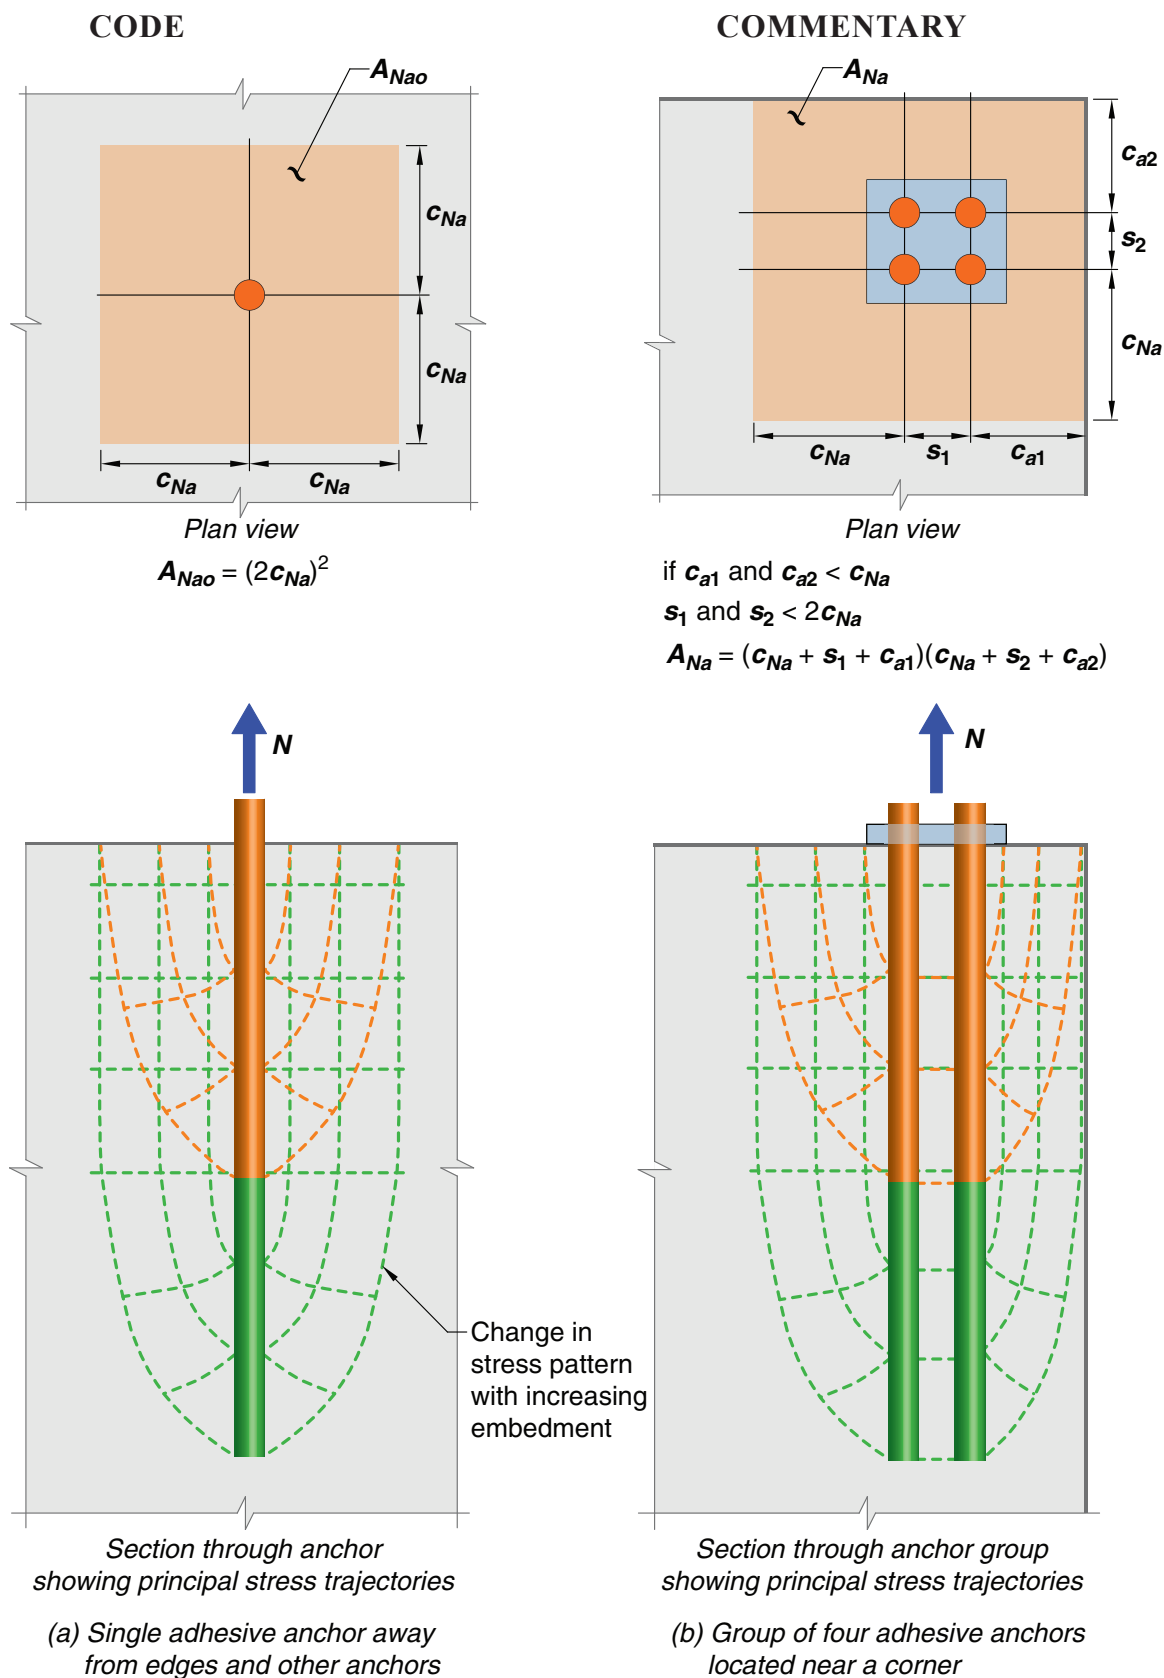 CODE
COMMENTARY
A_Nao
c_Na
c_Na
c_Na
c_Na
Plan view
A_Nao = (2c_Na)²
A_Na
c_a2
s_2
c_Na
c_Na
s_1
c_a1
Plan view
if c_a1 and c_a2 < c_Na
s_1 and s_2 < 2c_Na
A_Na = (c_Na + s_1 + c_a1)(c_Na + s_2 + c_a2)
N
Change in
stress pattern
with increasing
embedment
Section through anchor
showing principal stress trajectories
(a) Single adhesive anchor away
from edges and other anchors
N
Section through anchor group
showing principal stress trajectories
(b) Group of four adhesive anchors
located near a corner